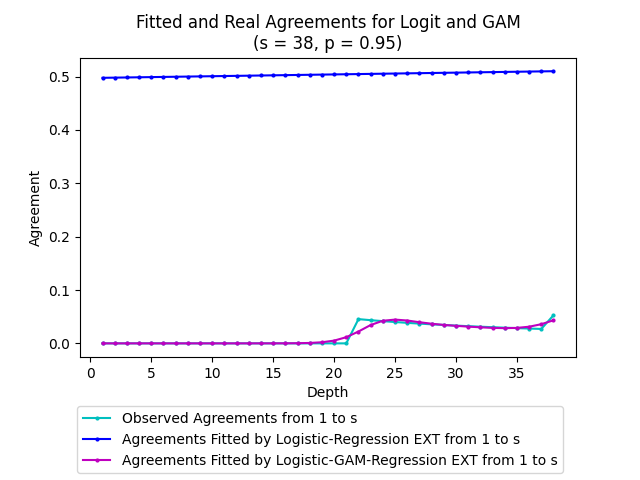 Fitted and Real Agreements for Logit and GAM
(s = 38, p = 0.95)
0.5
0.4
0.3
0.2
0.1
0.0
Agreement
0 5 10 15 20 25 30 35
Depth
Observed Agreements from 1 to s
Agreements Fitted by Logistic-Regression EXT from 1 to s
Agreements Fitted by Logistic-GAM-Regression EXT from 1 to s